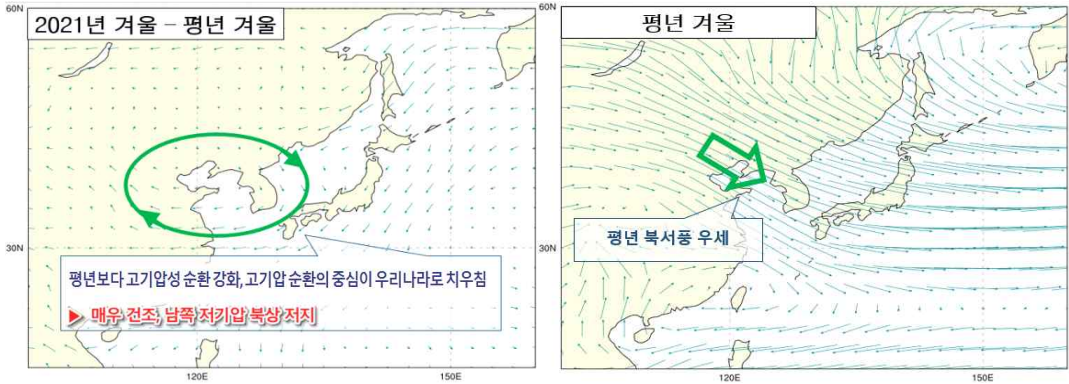 2021년 겨울 – 평년 겨울
60N
30N
평년보다 고기압성 순환 강화, 고기압 순환의 중심이 우리나라로 치우침
▶ 매우 건조, 남쪽 저기압 북상 저지
120E
150E
평년 겨울
60N
30N
평년 북서풍 우세
120E
150E